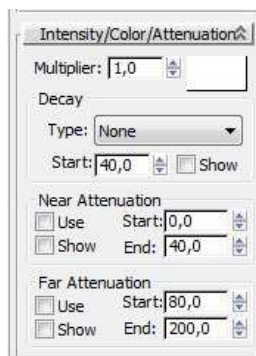 Intensity/Color/Attenuation
Multiplier: 1,0
Decay
Type: None
Start: 40,0 Show
Near Attenuation
Use Start: 0,0
Show End: 40,0
Far Attenuation
Use Start: 80,0
Show End: 200,0